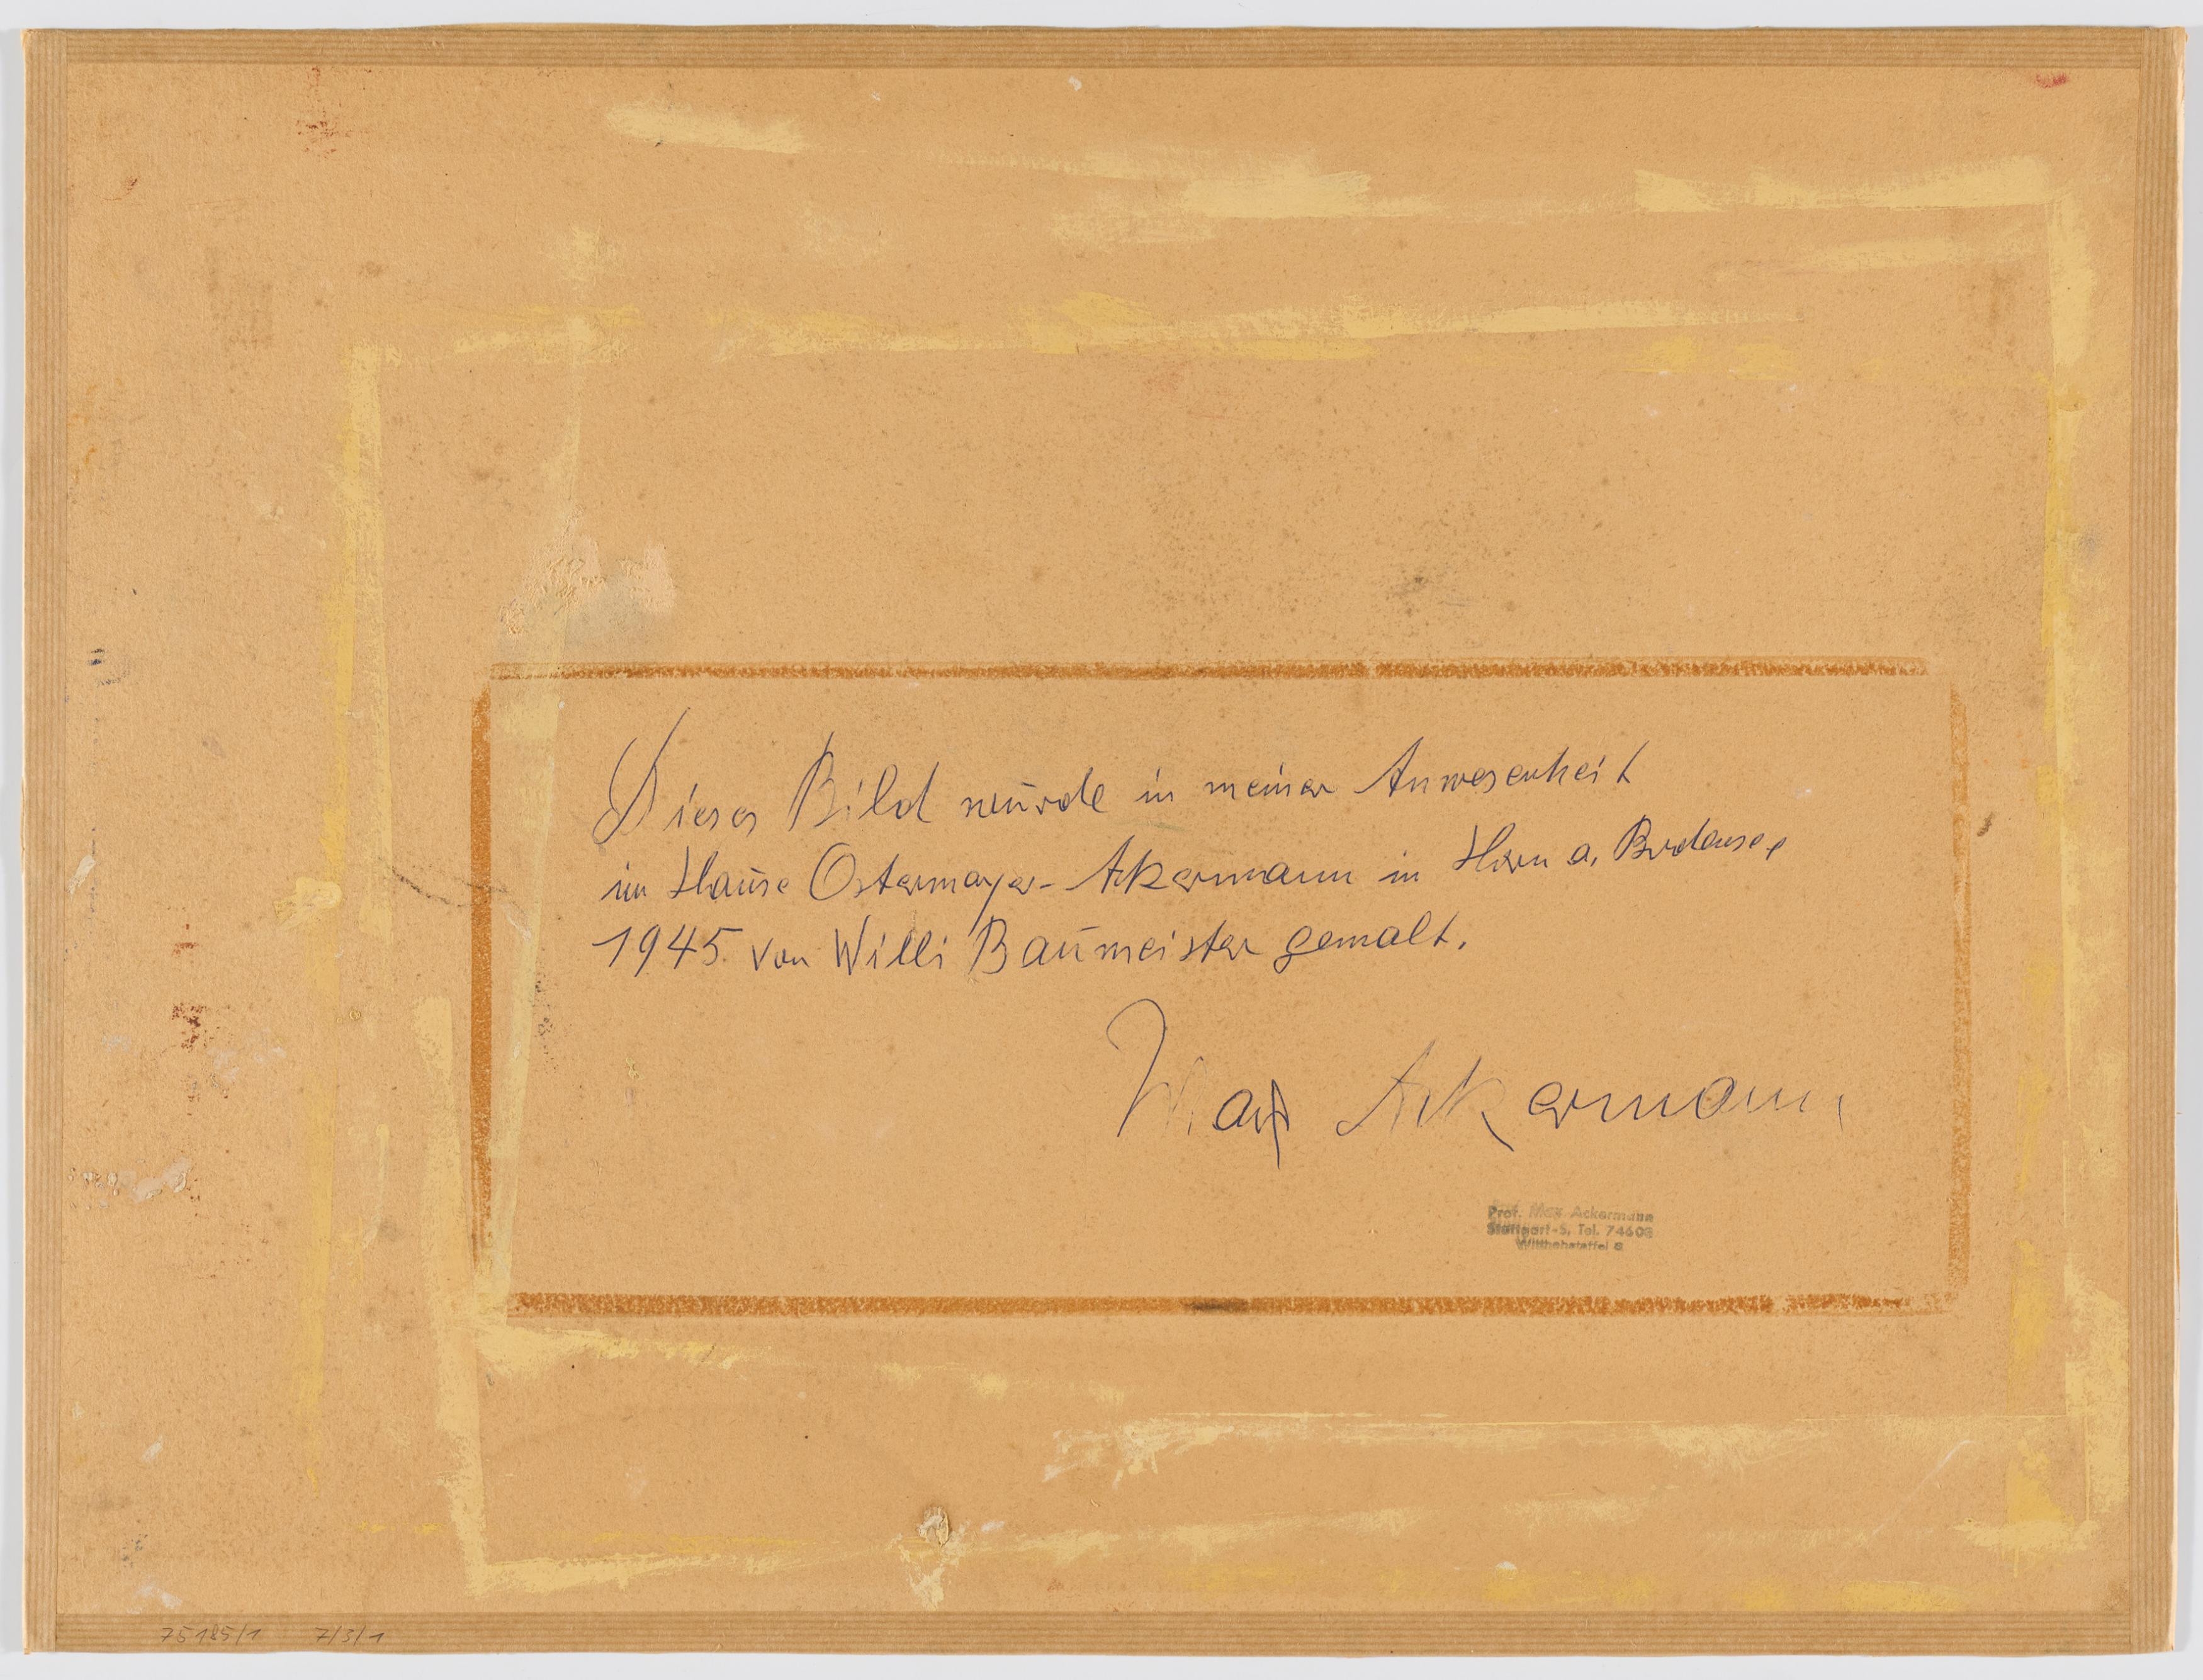 Dieses Bild wurde in meiner Anwesenheit
im Hause Ostermayer-Ackermann in Horn a. Bodensee
1945 von Willi Baumeister gemalt.
Max Ackermann
Prof. Max Ackermann
Stuttgart-S, Tel. 74603
75185/1 7/3/1